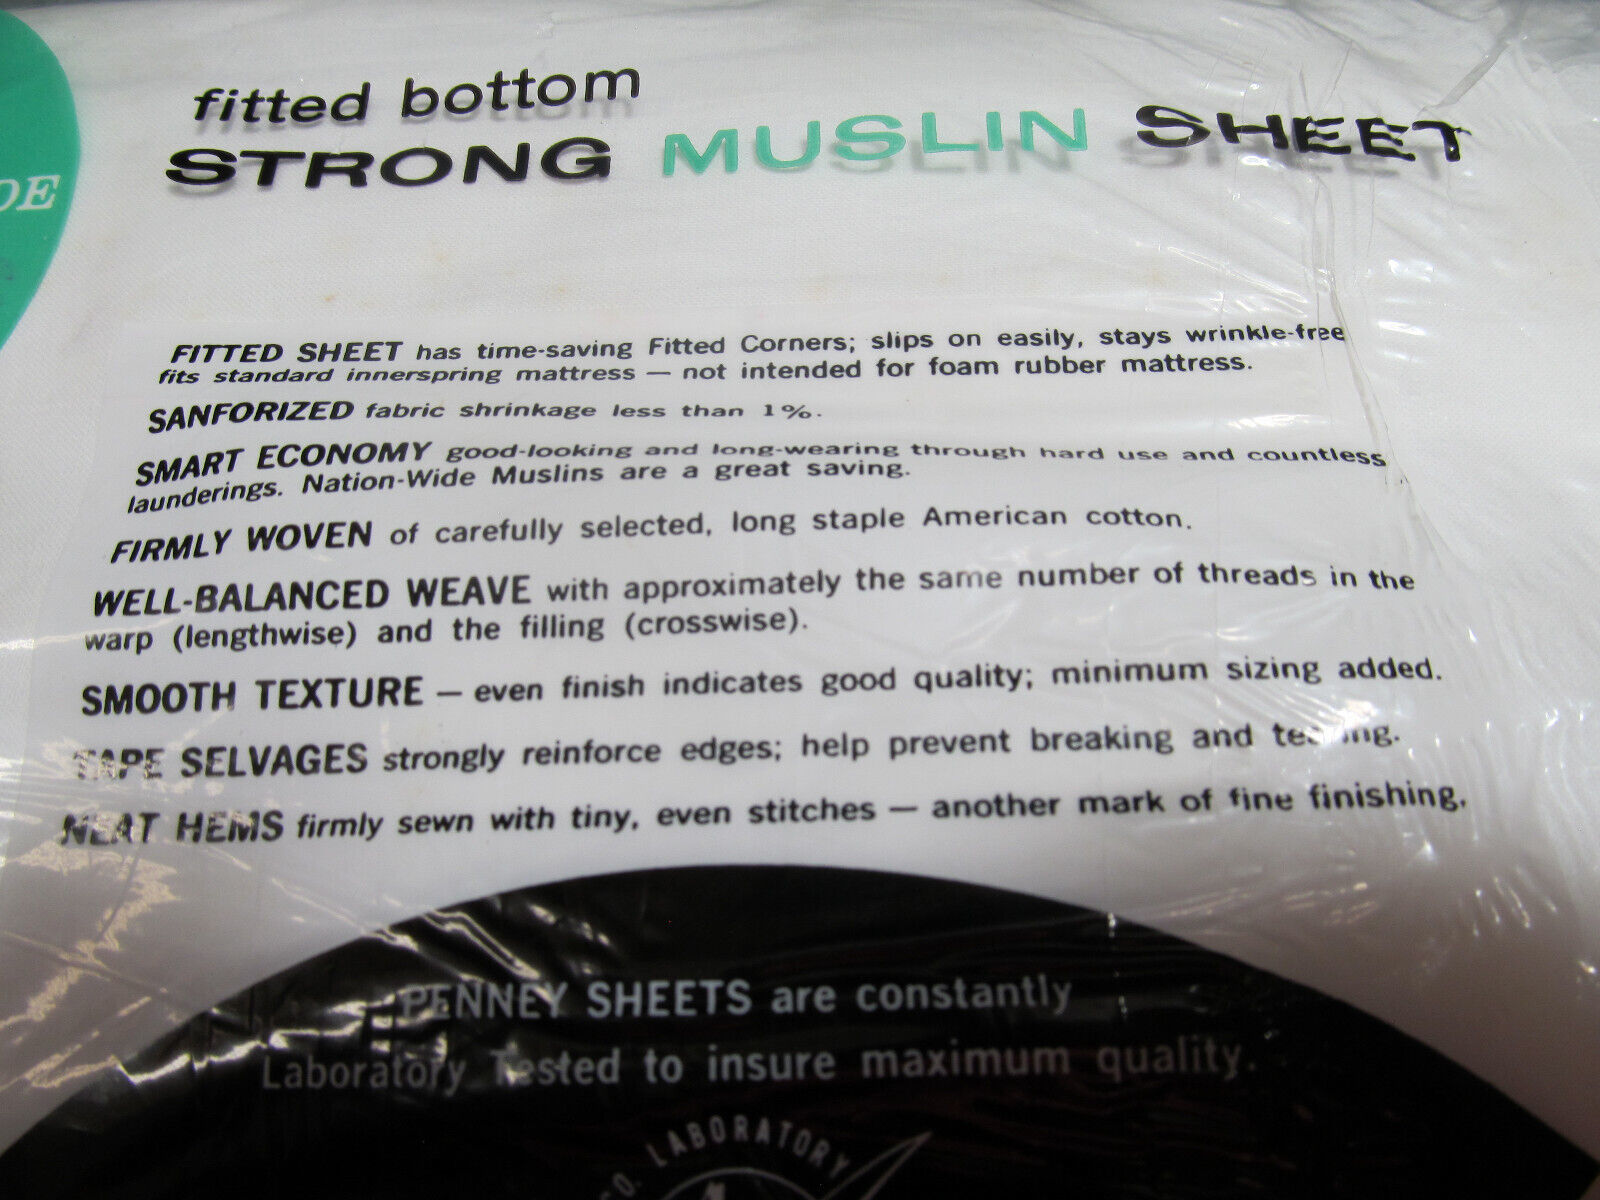 fitted bottom
STRONG MUSLIN SHEET
DE
FITTED SHEET has time-saving Fitted Corners; slips on easily, stays wrinkle-free
fits standard innerspring mattress — not intended for foam rubber mattress.
SANFORIZED fabric shrinkage less than 1%.
SMART ECONOMY good-looking and long-wearing through hard use and countless
launderings. Nation-Wide Muslins are a great saving.
FIRMLY WOVEN of carefully selected, long staple American cotton.
WELL-BALANCED WEAVE with approximately the same number of threads in the
warp (lengthwise) and the filling (crosswise).
SMOOTH TEXTURE — even finish indicates good quality; minimum sizing added.
TAPE SELVAGES strongly reinforce edges; help prevent breaking and tearing.
NEAT HEMS firmly sewn with tiny, even stitches — another mark of fine finishing.
PENNEY SHEETS are constantly
Laboratory Tested to insure maximum quality.
CO. LABORATORY